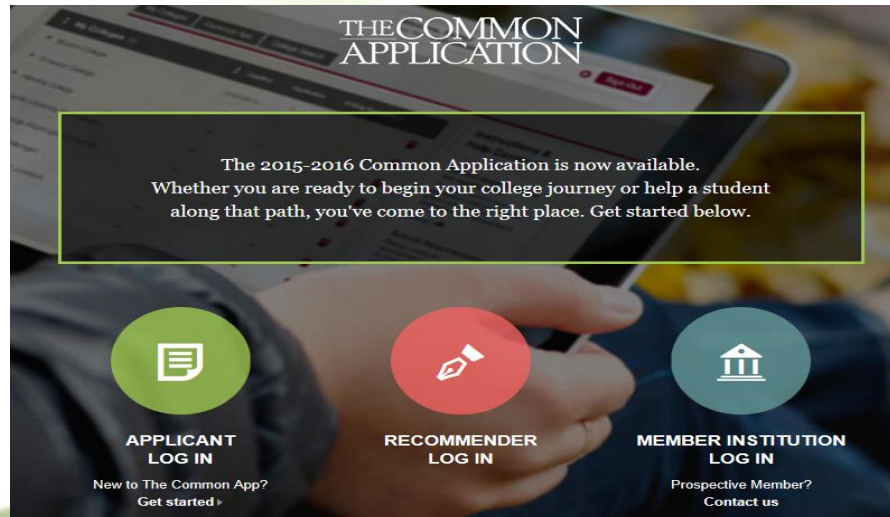 THE COMMON
APPLICATION
Sign Out
The 2015-2016 Common Application is now available.
Whether you are ready to begin your college journey or help a student
along that path, you've come to the right place. Get started below.
APPLICANT
LOG IN
New to The Common App?
Get started
RECOMMENDER
LOG IN
MEMBER INSTITUTION
LOG IN
Prospective Member?
Contact us